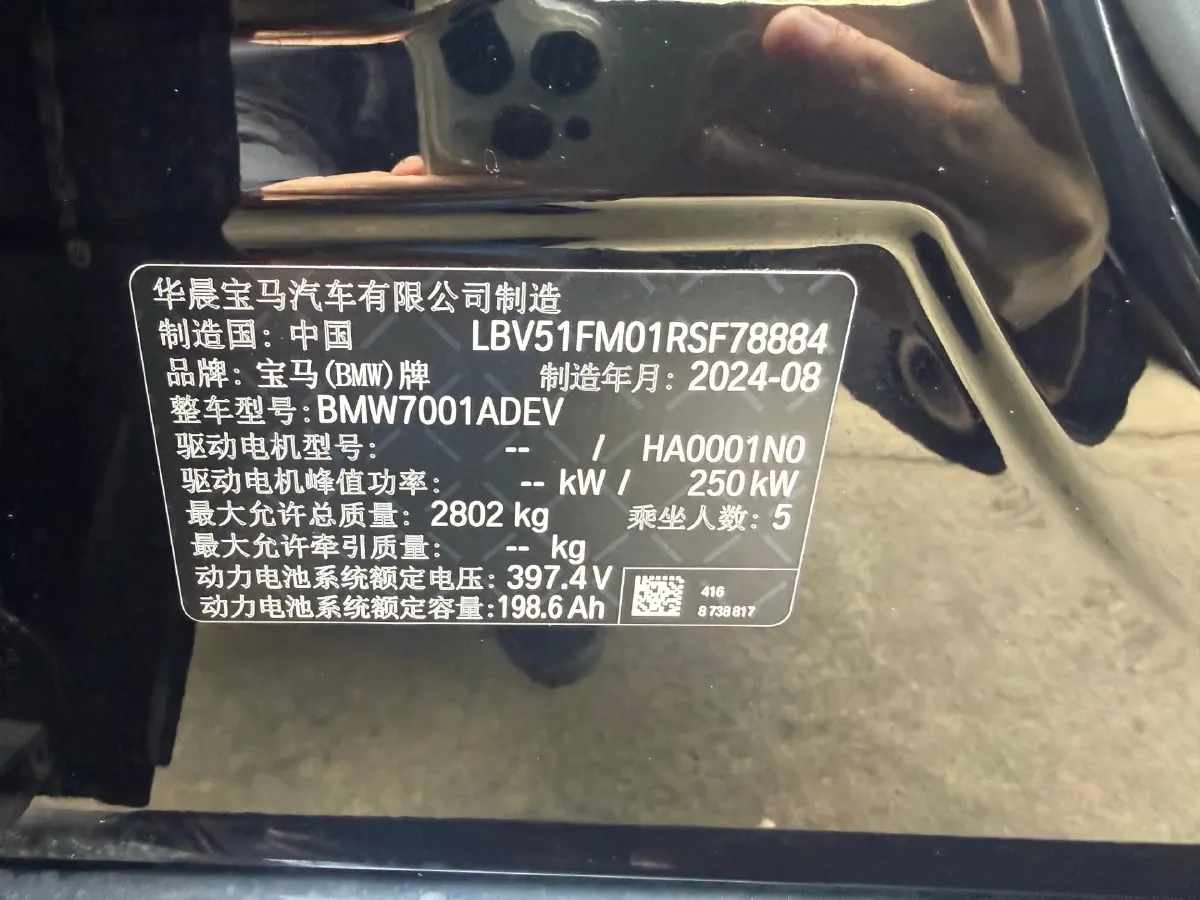 华晨宝马汽车有限公司制造
制造国：中国 LBV51FM01RSF78884
品牌：宝马(BMW)牌 制造年月：2024-08
整车型号：BMW7001ADEV
驱动电机型号： -- / HA0001N0
驱动电机峰值功率： -- kW / 250 kW
最大允许总质量： 2802 kg 乘坐人数：5
最大允许牵引质量： -- kg
动力电池系统额定电压：397.4 V
动力电池系统额定容量：198.6 Ah
416
8 738 817